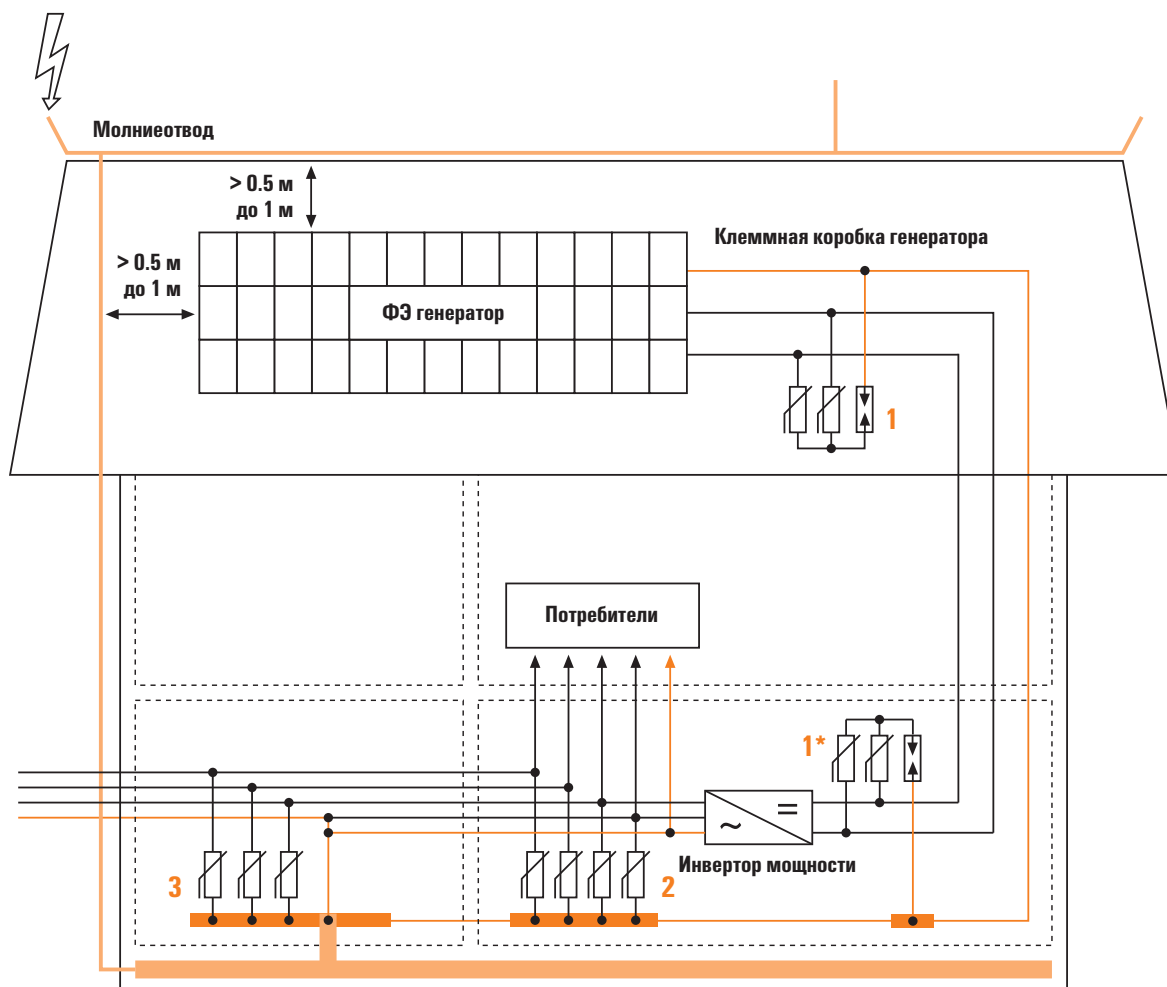 Молниеотвод
> 0.5 м
до 1 м
> 0.5 м
до 1 м
Клеммная коробка генератора
ФЭ генератор
1
Потребители
1*
=
~
Инвертор мощности
3
2